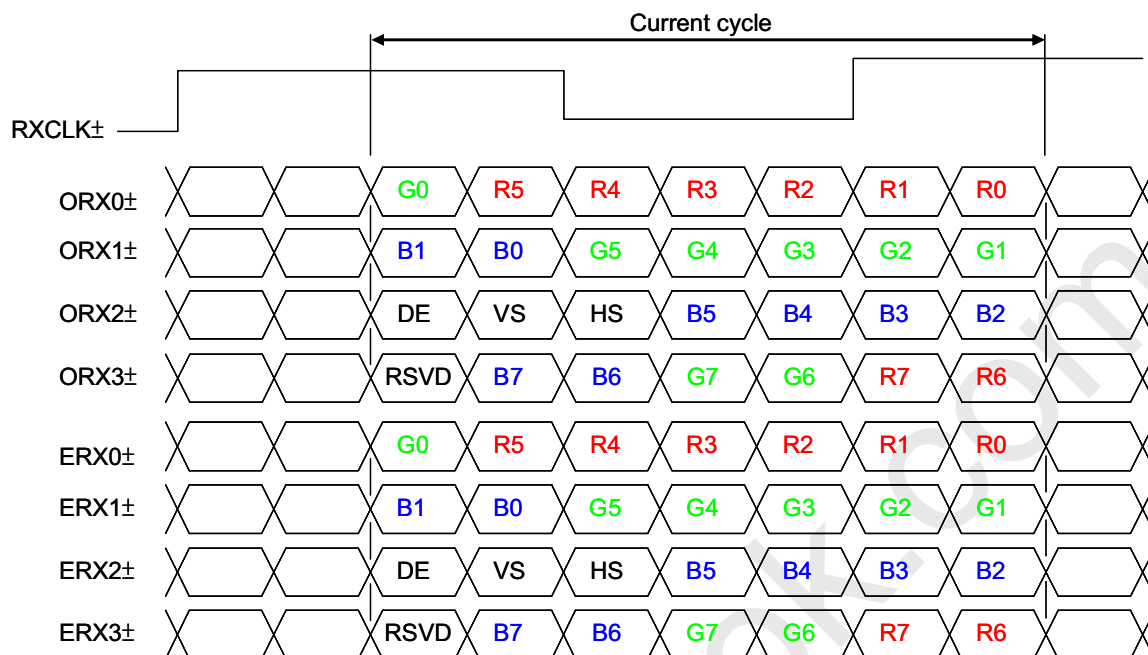 Current cycle
RXCLK±
ORX0± G0 R5 R4 R3 R2 R1 R0
ORX1± B1 B0 G5 G4 G3 G2 G1
ORX2± DE VS HS B5 B4 B3 B2
ORX3± RSVD B7 B6 G7 G6 R7 R6
ERX0± G0 R5 R4 R3 R2 R1 R0
ERX1± B1 B0 G5 G4 G3 G2 G1
ERX2± DE VS HS B5 B4 B3 B2
ERX3± RSVD B7 B6 G7 G6 R7 R6
ok.com